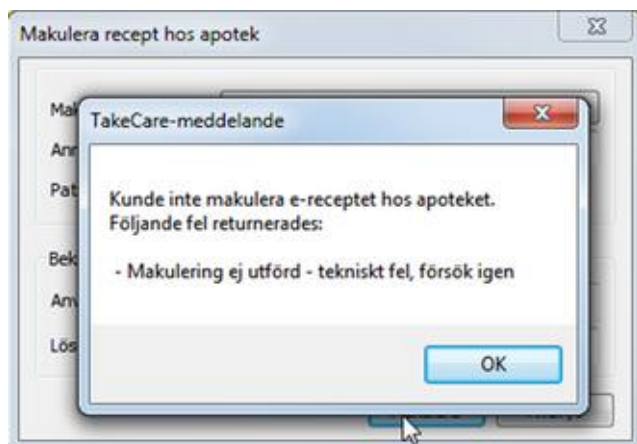 Makulera recept hos apotek
TakeCare-meddelande
Kunde inte makulera e-receptet hos apoteket.
Följande fel returnerades:
- Makulering ej utförd - tekniskt fel, försök igen
OK